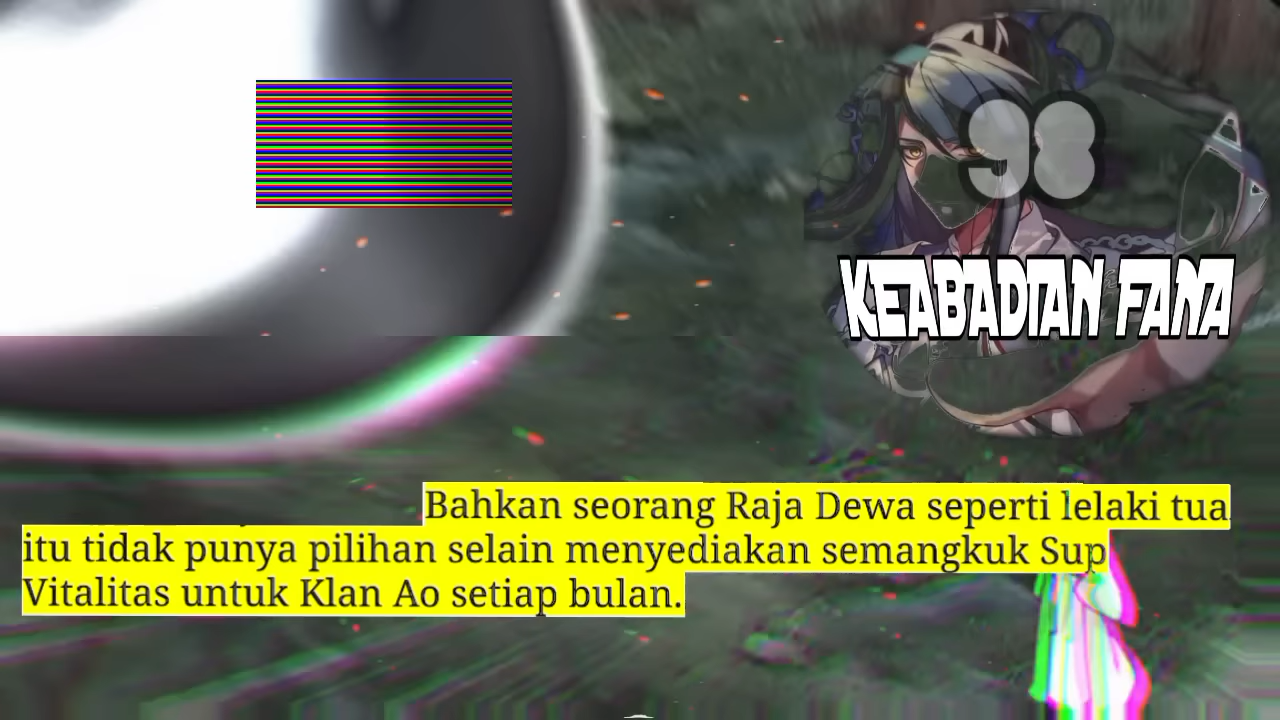 98
KEABADIAN FANA
Bahkan seorang Raja Dewa seperti lelaki tua
itu tidak punya pilihan selain menyediakan semangkuk Sup
Vitalitas untuk Klan Ao setiap bulan.